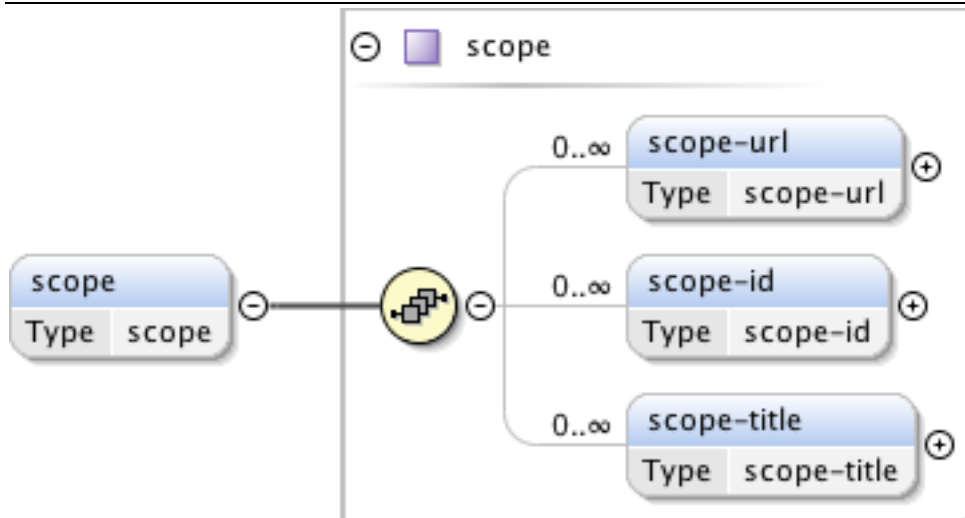 scope
0..∞
scope-url
Type scope-url
scope
Type scope
0..∞
scope-id
Type scope-id
0..∞
scope-title
Type scope-title